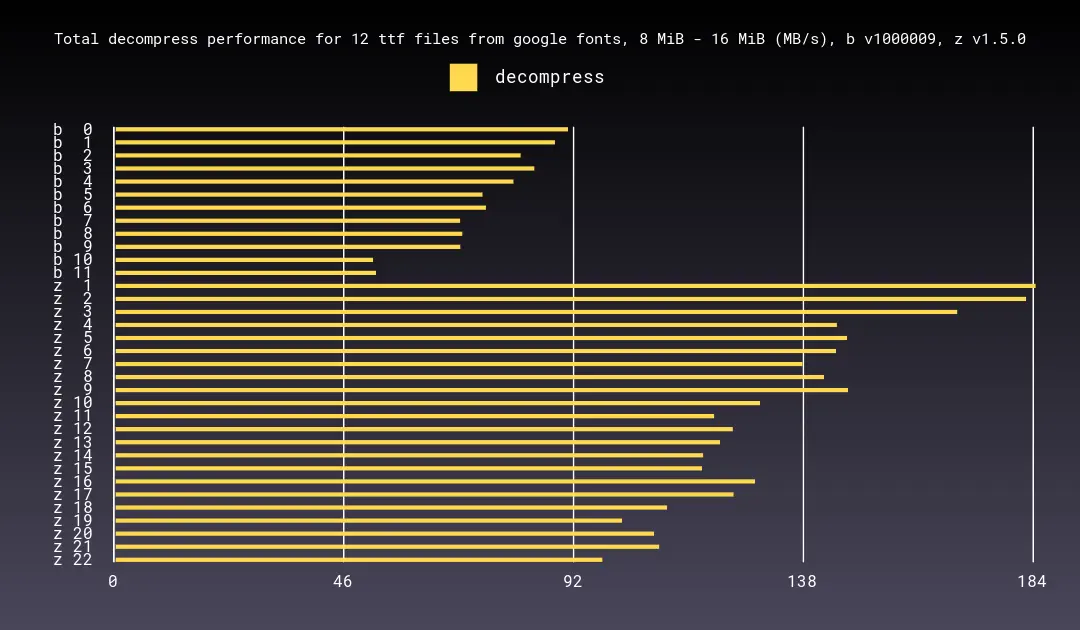 Total decompress performance for 12 ttf files from google fonts, 8 MiB - 16 MiB (MB/s), b v1000009, z v1.5.0
decompress
b 0
b 1
b 2
b 3
b 4
b 5
b 6
b 7
b 8
b 9
b 10
b 11
z 1
z 2
z 3
z 4
z 5
z 6
z 7
z 8
z 9
z 10
z 11
z 12
z 13
z 14
z 15
z 16
z 17
z 18
z 19
z 20
z 21
z 22
0 46 92 138 184